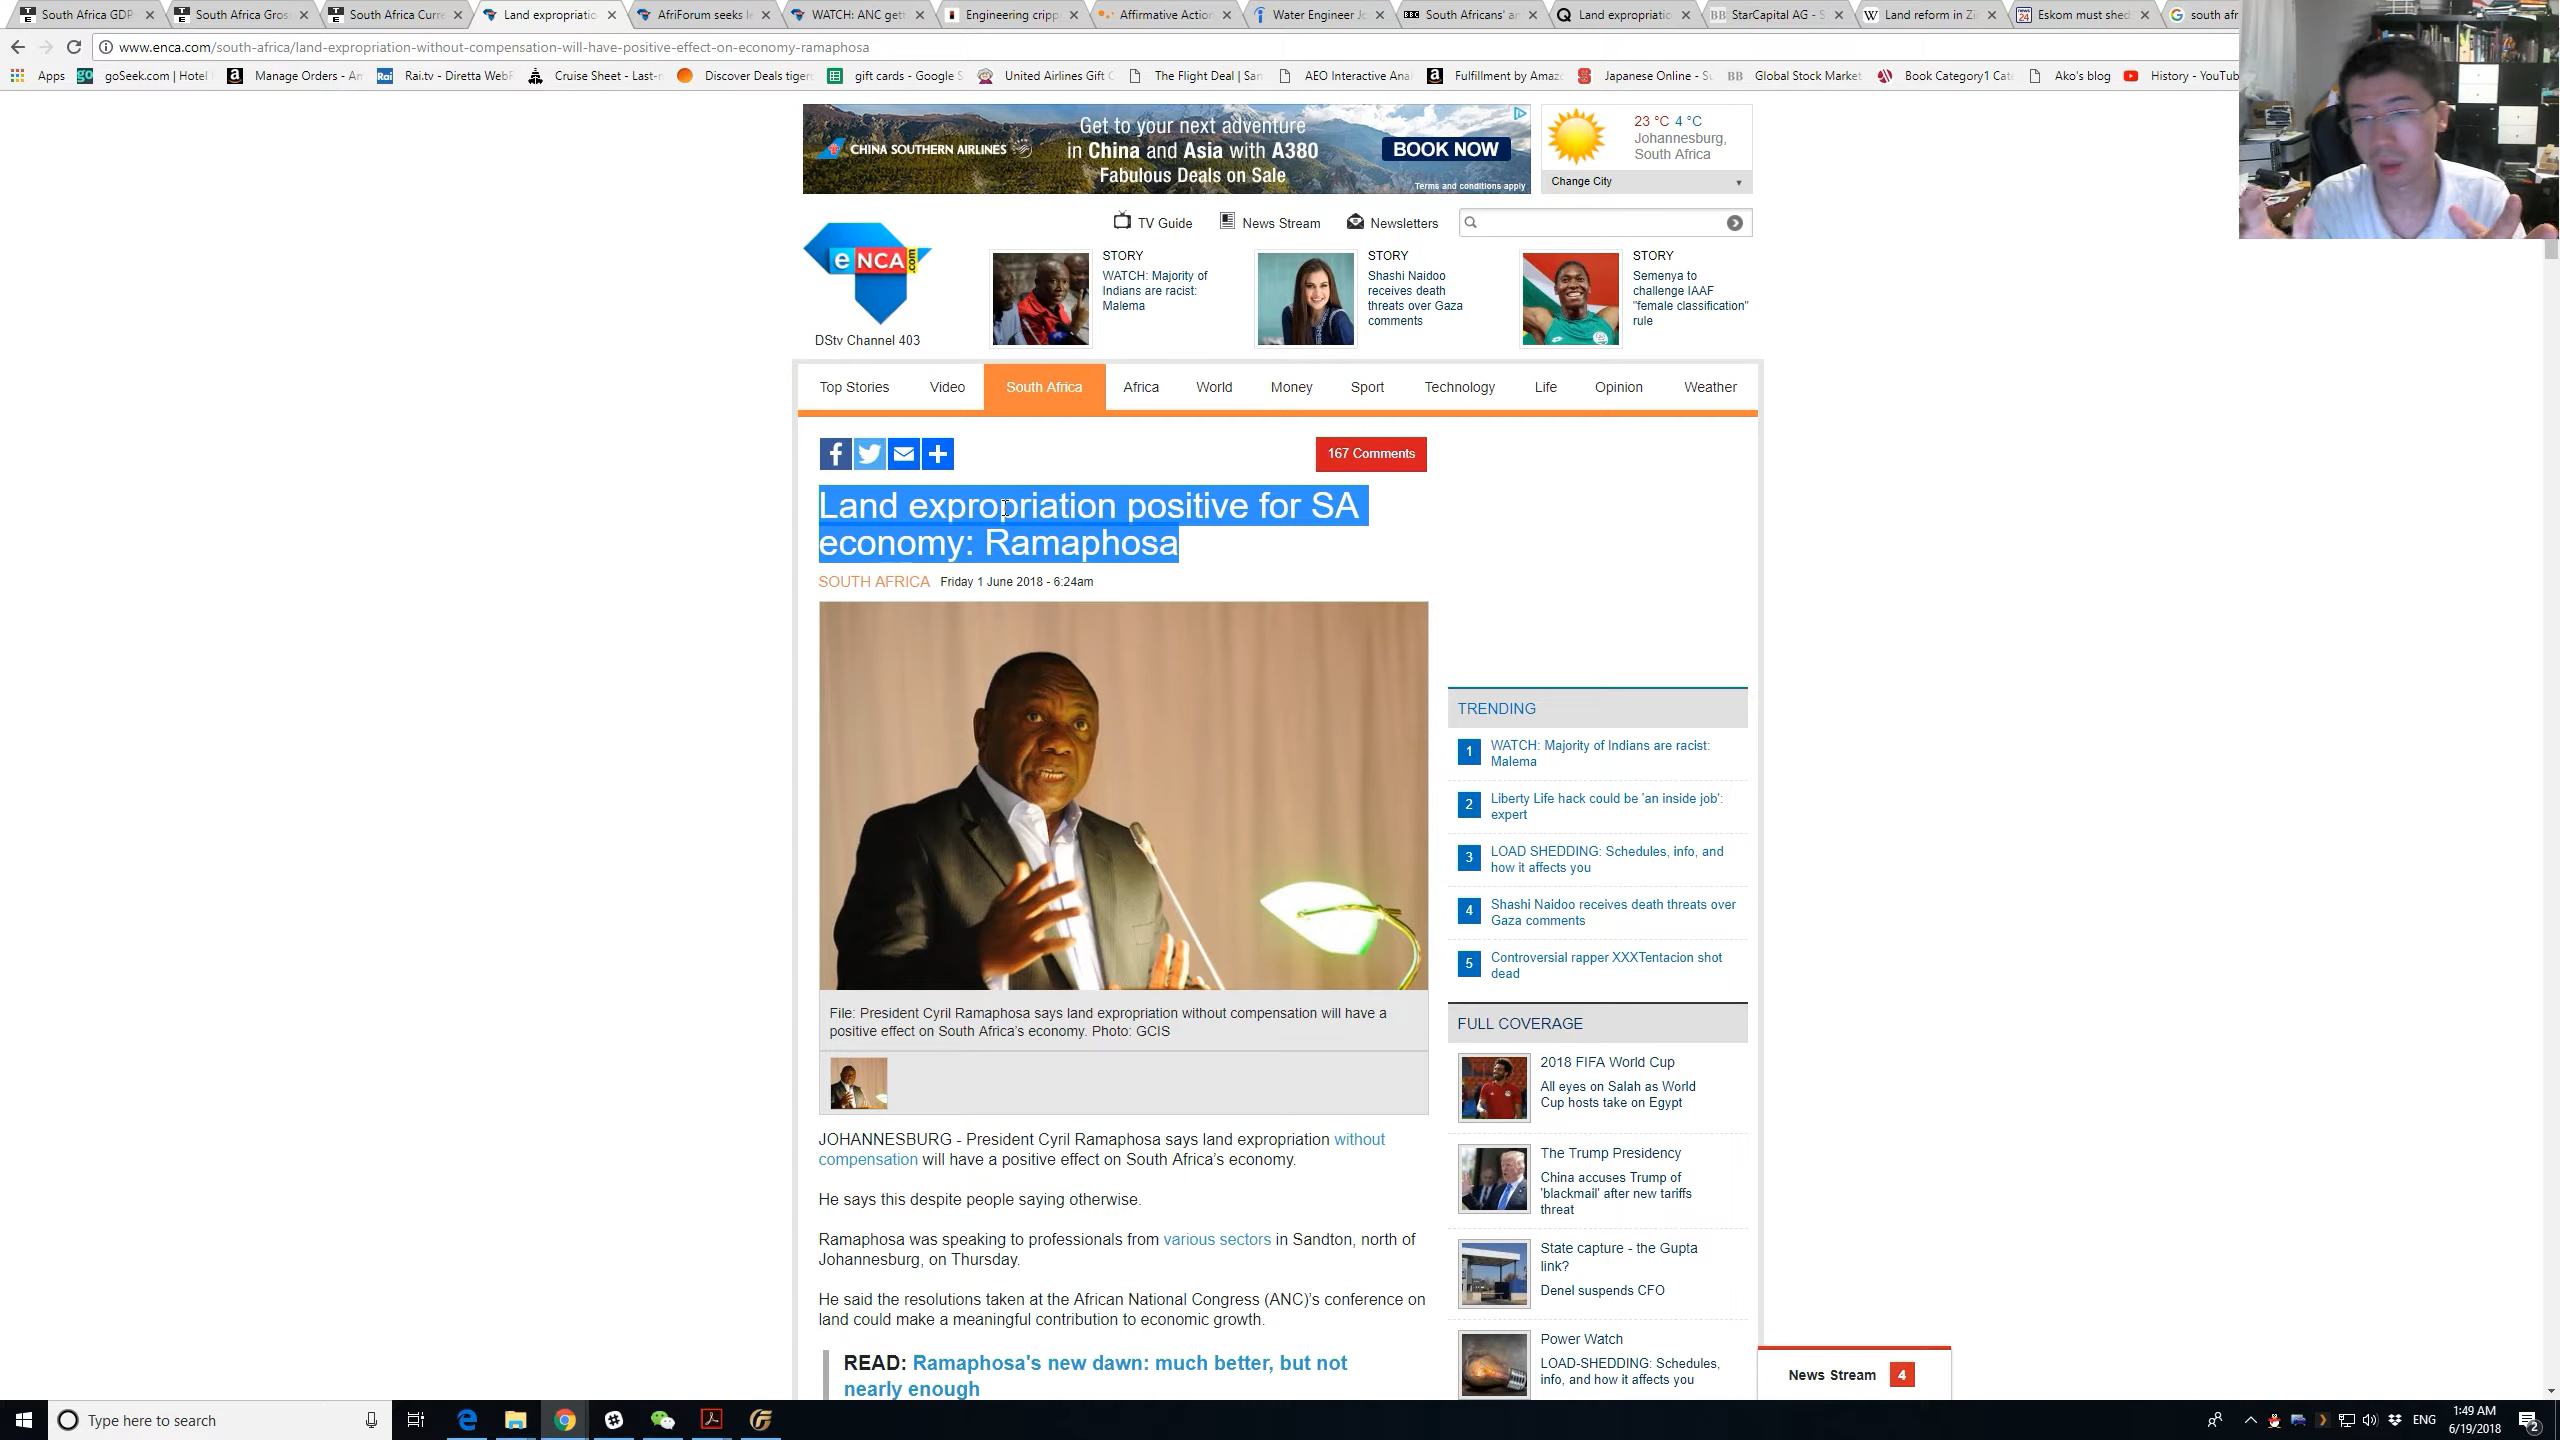 South Africa GDP
South Africa Gros
South Africa Curre
Land expropriatio
AfriForum seeks le
WATCH: ANC gett
Engineering cripp
Affirmative Action
Water Engineer Jo
South Africans' an
Land expropriatio
StarCapital AG - S
Land reform in Zi
Eskom must shed
south afr
www.enca.com/south-africa/land-expropriation-without-compensation-will-have-positive-effect-on-economy-ramaphosa
Apps
goSeek.com | Hotel
Manage Orders - Am
Rai.tv - Diretta WebR
Cruise Sheet - Last-m
Discover Deals tiger
gift cards - Google S
United Airlines Gift C
The Flight Deal | San
AEO Interactive Anal
Fulfillment by Amaz
Japanese Online - Su
Global Stock Market
Book Category1 Cate
Ako's blog
History - YouTu
CHINA SOUTHERN AIRLINES
Get to your next adventure
in China and Asia with A380
Fabulous Deals on Sale
BOOK NOW
Terms and conditions apply
23 °C 4 °C
Johannesburg,
South Africa
Change City
eNCA.com
DStv Channel 403
TV Guide
News Stream
Newsletters
STORY
WATCH: Majority of
Indians are racist:
Malema
STORY
Shashi Naidoo
receives death
threats over Gaza
comments
STORY
Semenya to
challenge IAAF
"female classification"
rule
Top Stories
Video
South Africa
Africa
World
Money
Sport
Technology
Life
Opinion
Weather
167 Comments
Land expropriation positive for SA
economy: Ramaphosa
SOUTH AFRICA Friday 1 June 2018 - 6:24am
File: President Cyril Ramaphosa says land expropriation without compensation will have a
positive effect on South Africa's economy. Photo: GCIS
JOHANNESBURG - President Cyril Ramaphosa says land expropriation without
compensation will have a positive effect on South Africa's economy.
He says this despite people saying otherwise.
Ramaphosa was speaking to professionals from various sectors in Sandton, north of
Johannesburg, on Thursday.
He said the resolutions taken at the African National Congress (ANC)'s conference on
land could make a meaningful contribution to economic growth.
READ: Ramaphosa's new dawn: much better, but not
nearly enough
TRENDING
1 WATCH: Majority of Indians are racist:
Malema
2 Liberty Life hack could be 'an inside job':
expert
3 LOAD SHEDDING: Schedules, info, and
how it affects you
4 Shashi Naidoo receives death threats over
Gaza comments
5 Controversial rapper XXXTentacion shot
dead
FULL COVERAGE
2018 FIFA World Cup
All eyes on Salah as World
Cup hosts take on Egypt
The Trump Presidency
China accuses Trump of
'blackmail' after new tariffs
threat
State capture - the Gupta
link?
Denel suspends CFO
Power Watch
LOAD-SHEDDING: Schedules,
info, and how it affects you
News Stream 4
Type here to search
ENG
1:49 AM
6/19/2018
2